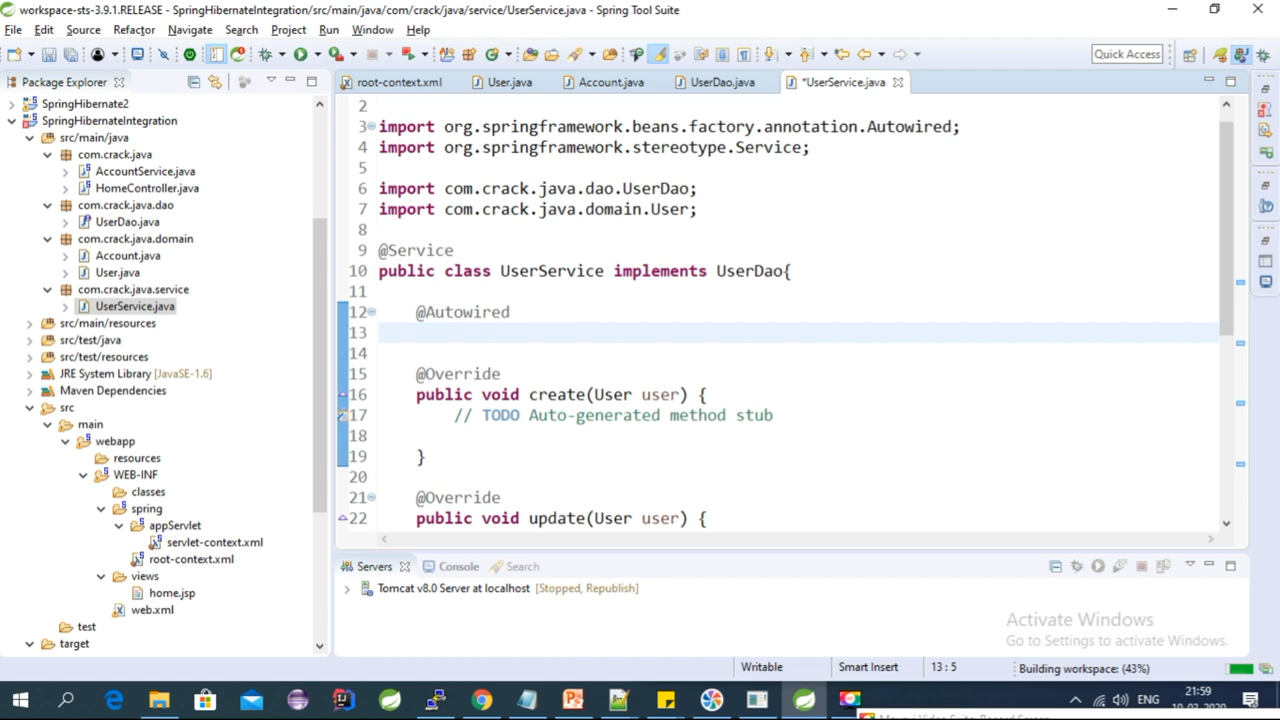 workspace-sts-3.9.1.RELEASE - SpringHibernateIntegration/src/main/java/com/crack/java/service/UserService.java - Spring Tool Suite
File Edit Source Refactor Navigate Search Project Run Window Help
Quick Access
Package Explorer
root-context.xml User.java Account.java UserDao.java *UserService.java
SpringHibernate2
SpringHibernateIntegration
src/main/java
com.crack.java
AccountService.java
HomeController.java
com.crack.java.dao
UserDao.java
com.crack.java.domain
Account.java
User.java
com.crack.java.service
UserService.java
src/main/resources
src/test/java
src/test/resources
JRE System Library [JavaSE-1.6]
Maven Dependencies
src
main
webapp
resources
WEB-INF
classes
spring
appServlet
servlet-context.xml
root-context.xml
views
home.jsp
web.xml
test
target
2
3 import org.springframework.beans.factory.annotation.Autowired;
4 import org.springframework.stereotype.Service;
5
6 import com.crack.java.dao.UserDao;
7 import com.crack.java.domain.User;
8
9 @Service
10 public class UserService implements UserDao{
11
12 @Autowired
13
14
15 @Override
16 public void create(User user) {
17 // TODO Auto-generated method stub
18
19 }
20
21 @Override
22 public void update(User user) {
Servers Console Search
Tomcat v8.0 Server at localhost [Stopped, Republish]
Activate Windows
Go to Settings to activate Windows.
Writable Smart Insert 13 : 5 Building workspace: (43%)
ENG 21:59